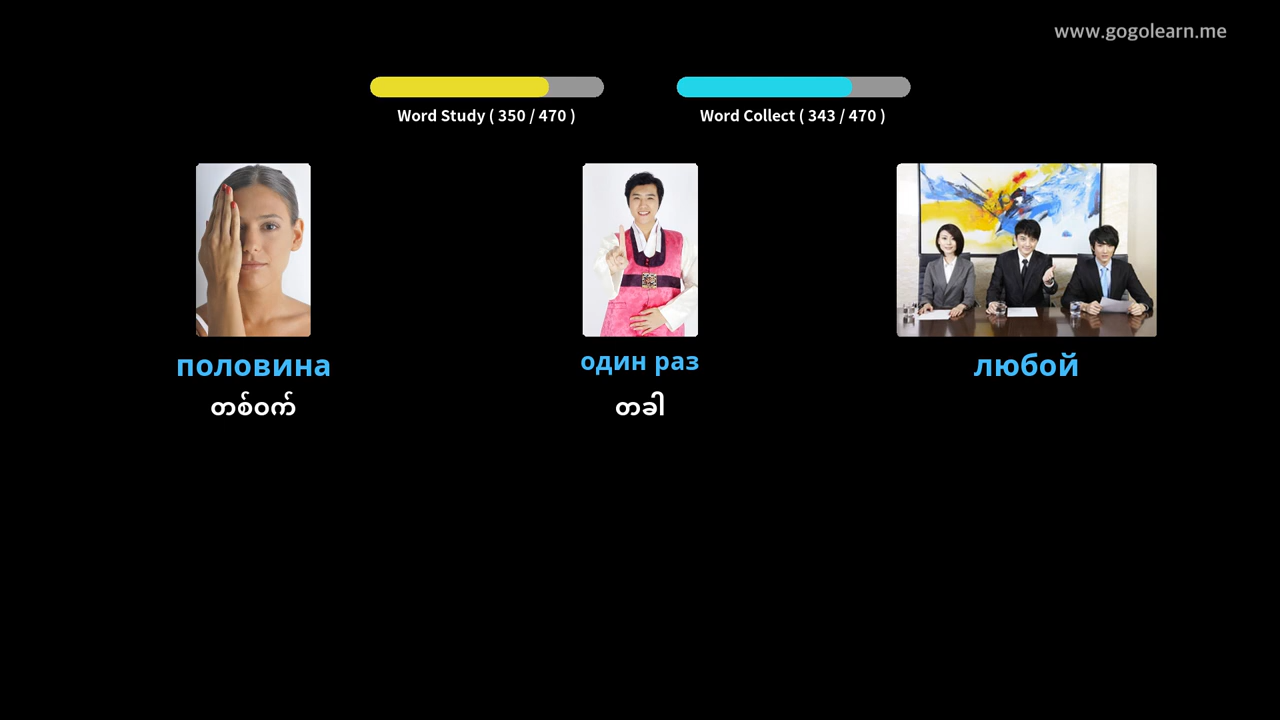 www.gogolearn.me
Word Study ( 350 / 470 )
Word Collect ( 343 / 470 )
половина
один раз
любой
တစ်ဝက်
တခါ